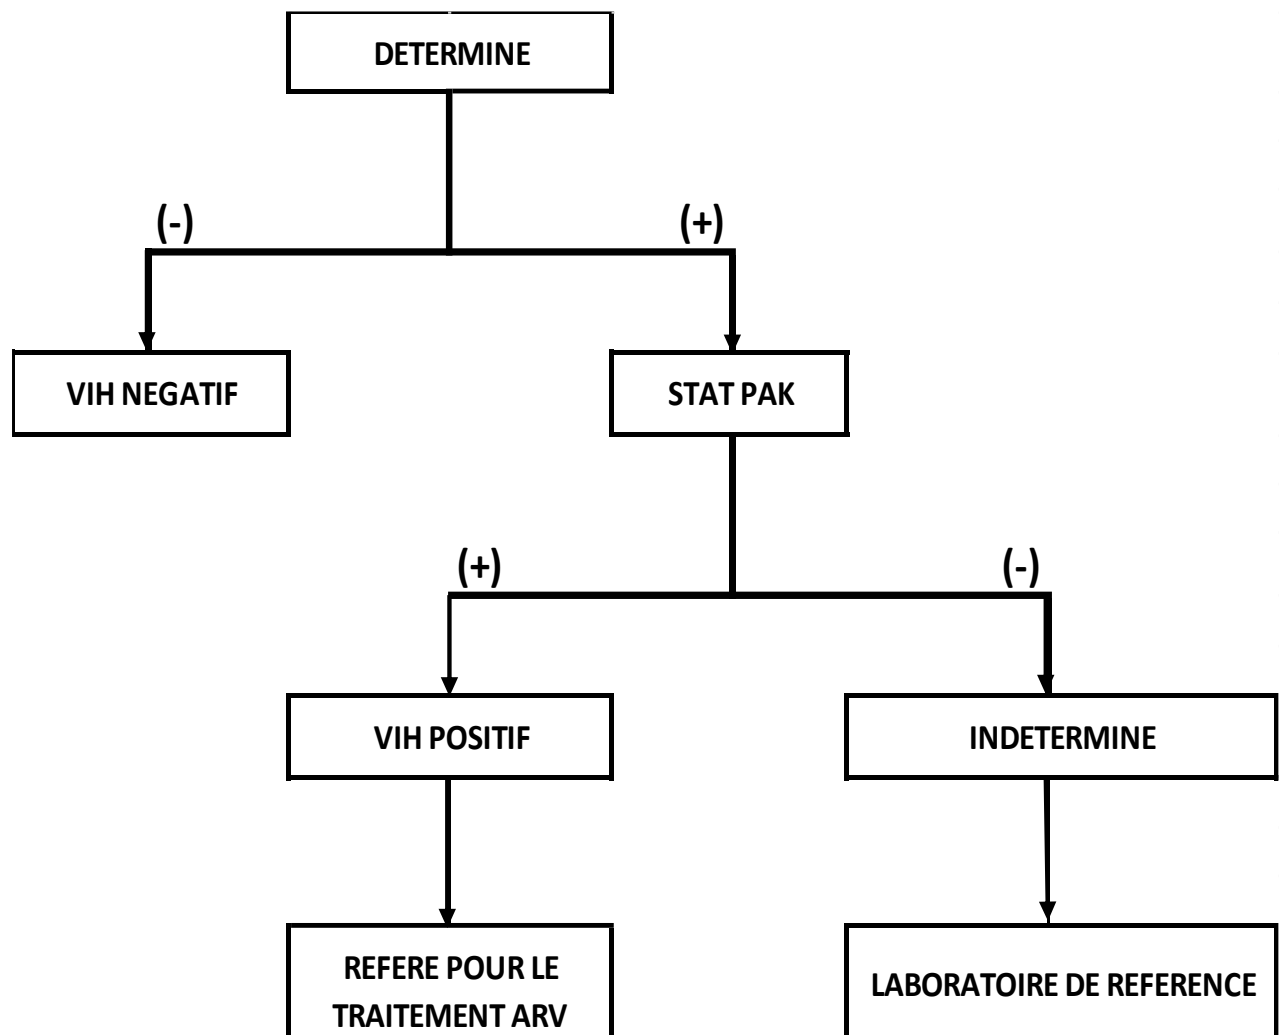 DETERMINE
(-)
(+)
VIH NEGATIF
STAT PAK
(+)
(-)
VIH POSITIF
INDETERMINE
REFERE POUR LE
TRAITEMENT ARV
LABORATOIRE DE REFERENCE